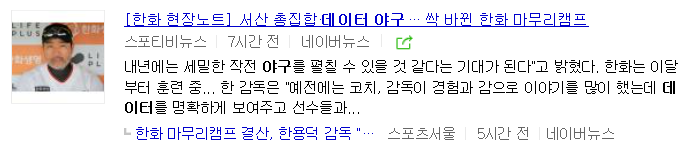 [한화 현장노트] 서산 총집합 데이터 야구… 싹 바뀐 한화 마무리캠프
스포티비뉴스 | 7시간 전 | 네이버뉴스
내년에는 세밀한 작전 야구를 펼칠 수 있을 것 같다는 기대가 된다"고 밝혔다. 한화는 이달
부터 훈련 중... 한 감독은 "예전에는 코치, 감독이 경험과 감으로 이야기를 많이 했는데 데
이터를 명확하게 보여주고 선수들과...
한화 마무리캠프 결산, 한용덕 감독 "… 스포츠서울 | 5시간 전 | 네이버뉴스